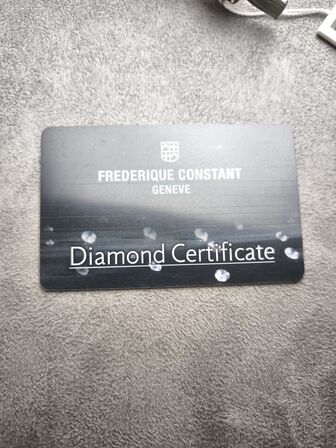 FREDERIQUE CONSTANT
GENEVE
Diamond Certificate